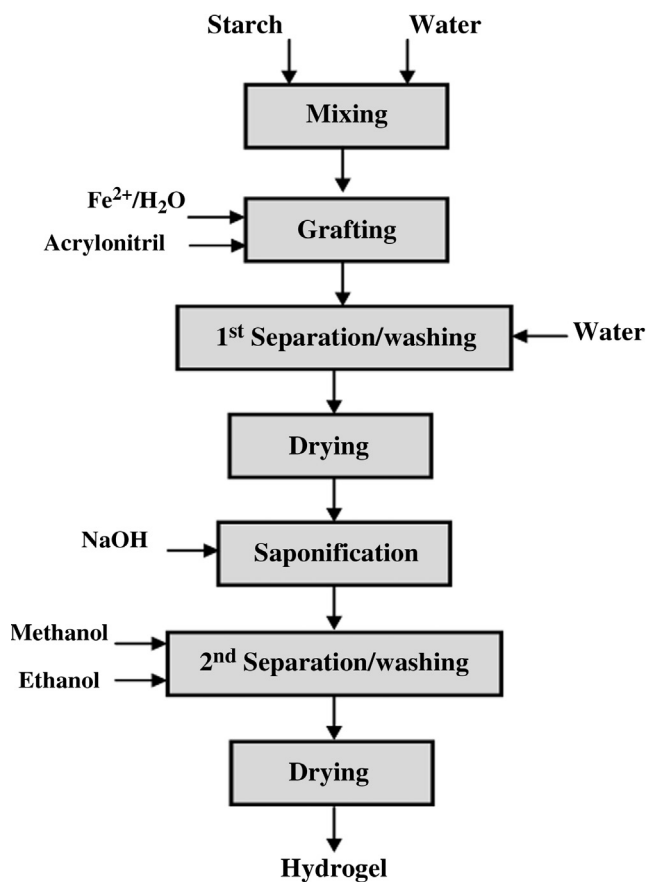 Starch Water
Mixing
Fe²⁺/H₂O
Acrylonitril
Grafting
1ˢᵗ Separation/washing
Water
Drying
NaOH
Saponification
Methanol
Ethanol
2ⁿᵈ Separation/washing
Drying
Hydrogel